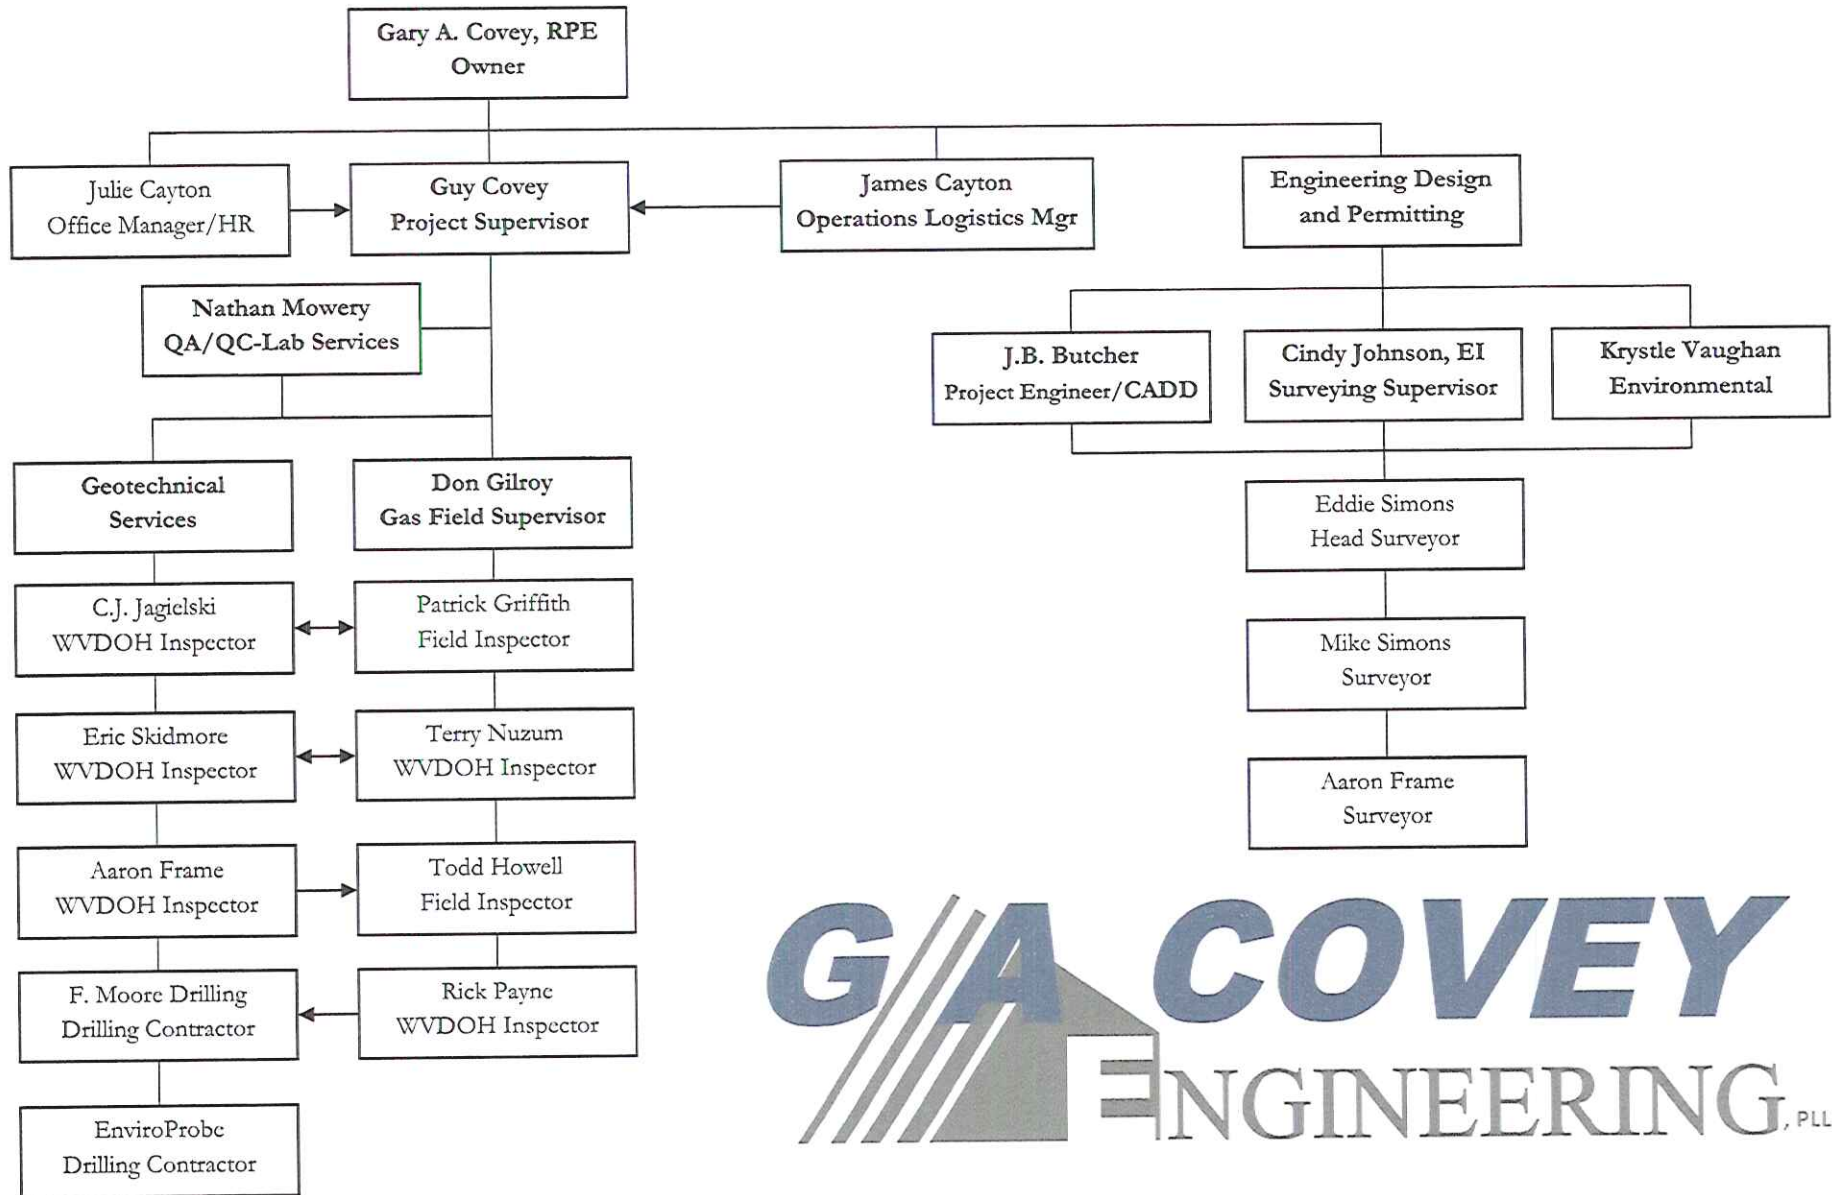 Gary A. Covey, RPE
Owner
Julie Cayton
Office Manager/HR
Guy Covey
Project Supervisor
James Cayton
Operations Logistics Mgr
Engineering Design
and Permitting
Nathan Mowery
QA/QC-Lab Services
J.B. Butcher
Project Engineer/CADD
Cindy Johnson, EI
Surveying Supervisor
Krystle Vaughan
Environmental
Geotechnical
Services
Don Gilroy
Gas Field Supervisor
Eddie Simons
Head Surveyor
C.J. Jagielski
WVDOH Inspector
Patrick Griffith
Field Inspector
Mike Simons
Surveyor
Eric Skidmore
WVDOH Inspector
Terry Nuzum
WVDOH Inspector
Aaron Frame
Surveyor
Aaron Frame
WVDOH Inspector
Todd Howell
Field Inspector
F. Moore Drilling
Drilling Contractor
Rick Payne
WVDOH Inspector
EnviroProbe
Drilling Contractor
G A COVEY
ENGINEERING, PLL